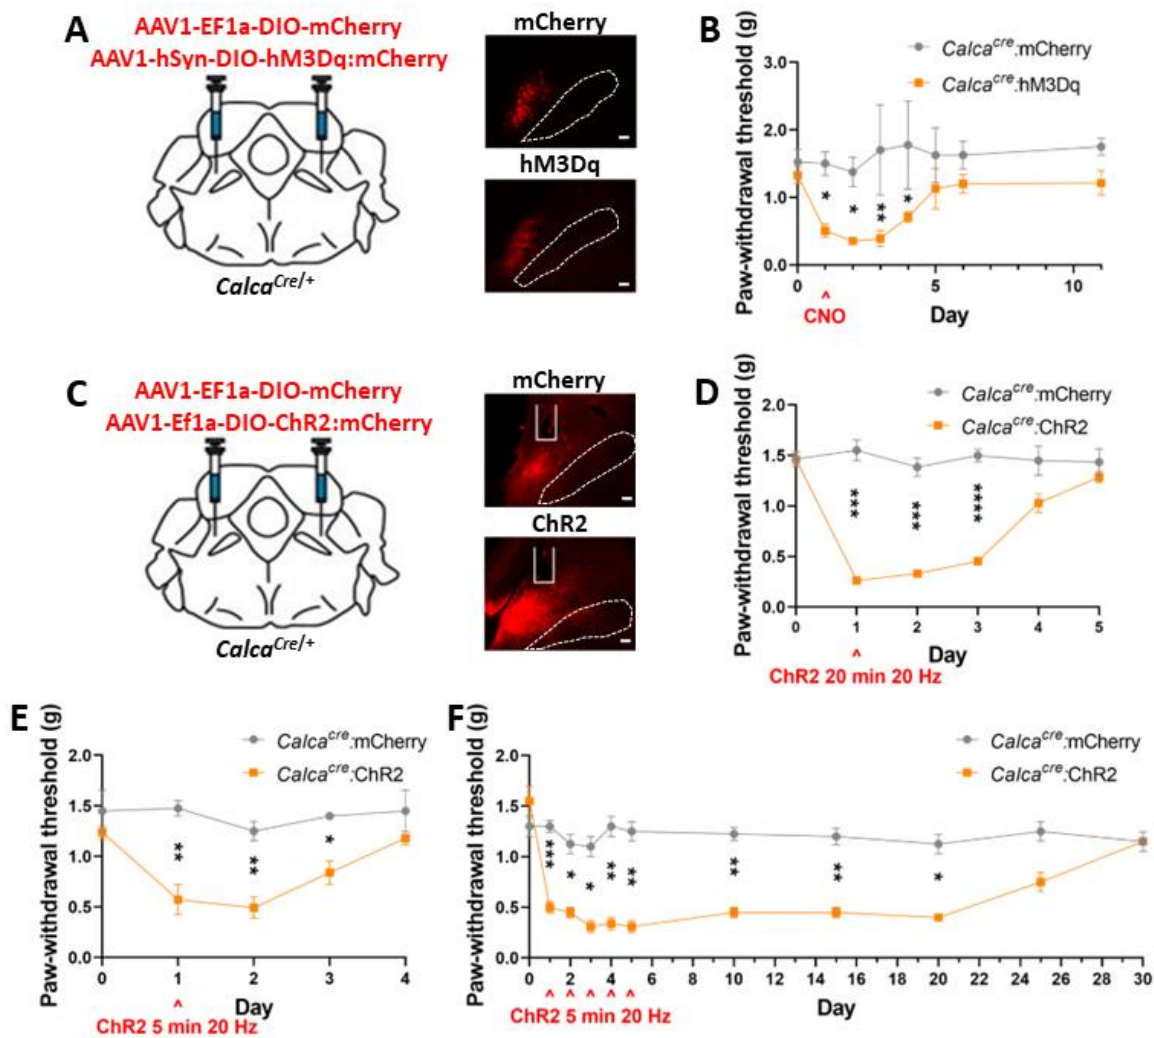 A
AAV1-EF1a-DIO-mCherry
AAV1-hSyn-DIO-hM3Dq:mCherry
Calca^Cre/+
mCherry
hM3Dq
B
Paw-withdrawal threshold (g)
Calca^cre:mCherry
Calca^cre:hM3Dq
3.0
2.0
1.0
0.0
* * ** *
0 5 10
^
CNO
Day
C
AAV1-EF1a-DIO-mCherry
AAV1-Ef1a-DIO-ChR2:mCherry
Calca^Cre/+
mCherry
ChR2
D
Paw-withdrawal threshold (g)
Calca^cre:mCherry
Calca^cre:ChR2
2.0
1.5
1.0
0.5
0.0
*** *** ****
0 1 2 3 4 5
^
Day
ChR2 20 min 20 Hz
E
Paw-withdrawal threshold (g)
Calca^cre:mCherry
Calca^cre:ChR2
2.0
1.5
1.0
0.5
0.0
** ** *
0 1 2 3 4
^
Day
ChR2 5 min 20 Hz
F
Paw-withdrawal threshold (g)
Calca^cre:mCherry
Calca^cre:ChR2
2.0
1.5
1.0
0.5
0.0
*** * * ** ** ** ** *
0 2 4 6 8 10 12 14 16 18 20 22 24 26 28 30
^ ^ ^ ^ ^
ChR2 5 min 20 Hz
Day